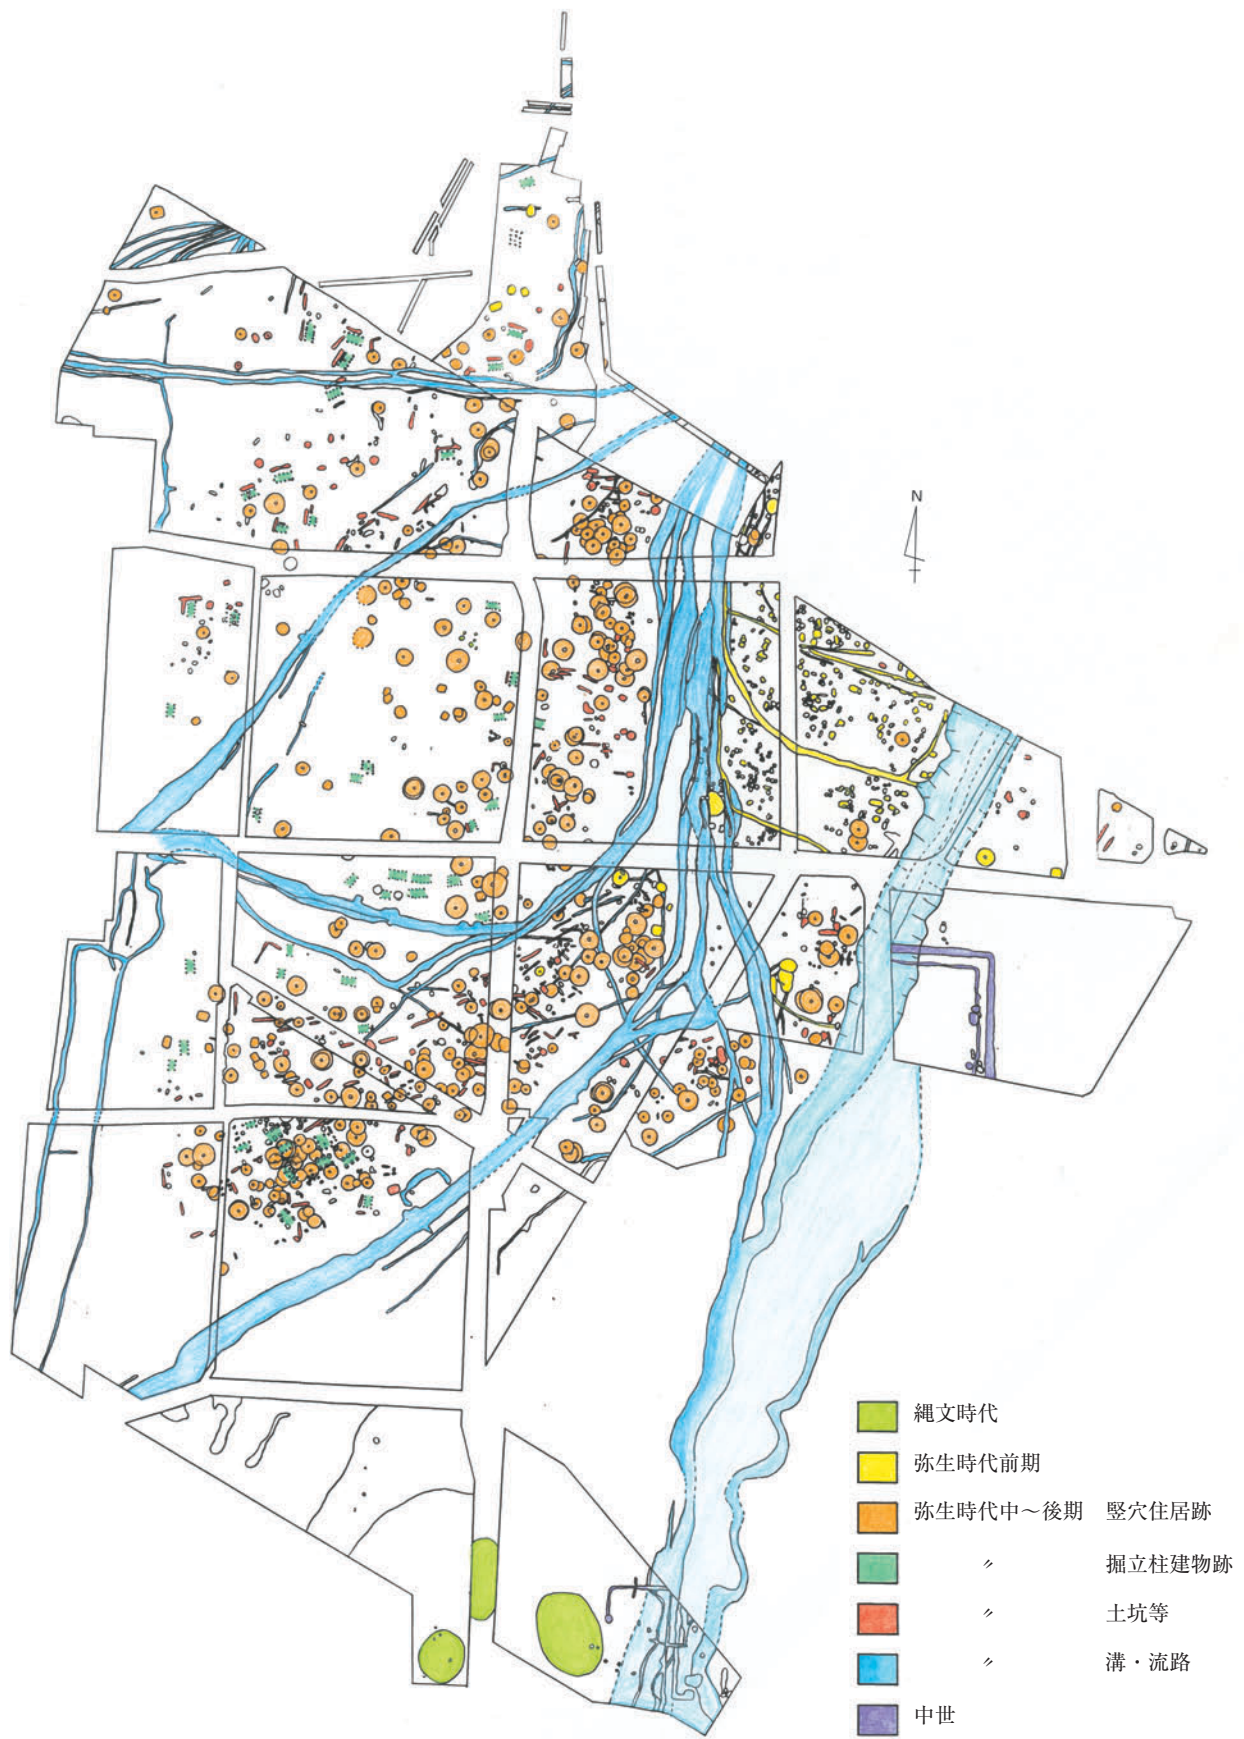 N
縄文時代
弥生時代前期
弥生時代中～後期 竪穴住居跡
〃 掘立柱建物跡
〃 土坑等
〃 溝・流路
中世